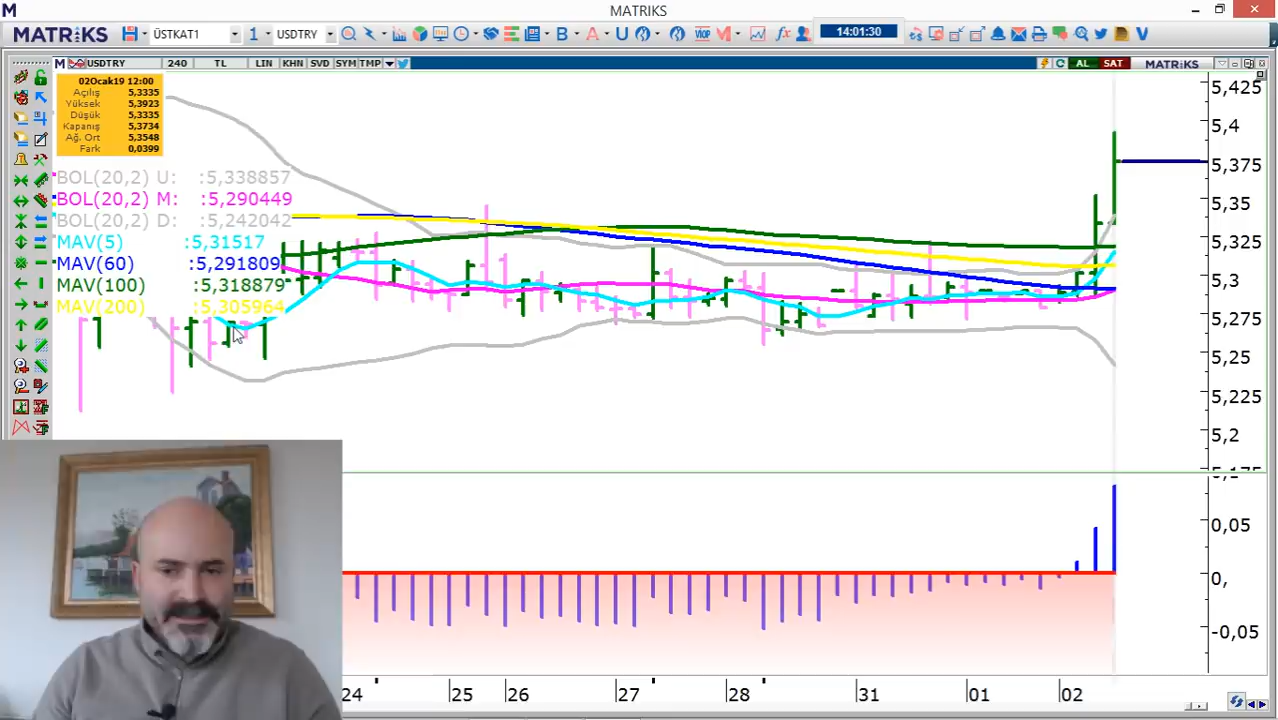 MATRIKS
MATRiKS ÜSTKAT1 1 USDTRY B A U VIOP M fx 14:01:30 V
M USDTRY 240 TL LIN KHN SVD SYM TMP AL SAT MATRiKS
02Ocak19 12:00
Açılış 5,3335
Yüksek 5,3923
Düşük 5,3335
Kapanış 5,3734
Ağ. Ort 5,3548
Fark 0,0399
BOL(20,2) U: :5,338857
BOL(20,2) M: :5,290449
BOL(20,2) D: :5,242042
MAV(5) :5,31517
MAV(60) :5,291809
MAV(100) :5,318879
MAV(200) :5,305964
5,425
5,4
5,375
5,35
5,325
5,3
5,275
5,25
5,225
5,2
5,175
0,05
0,
-0,05
24 25 26 27 28 31 01 02